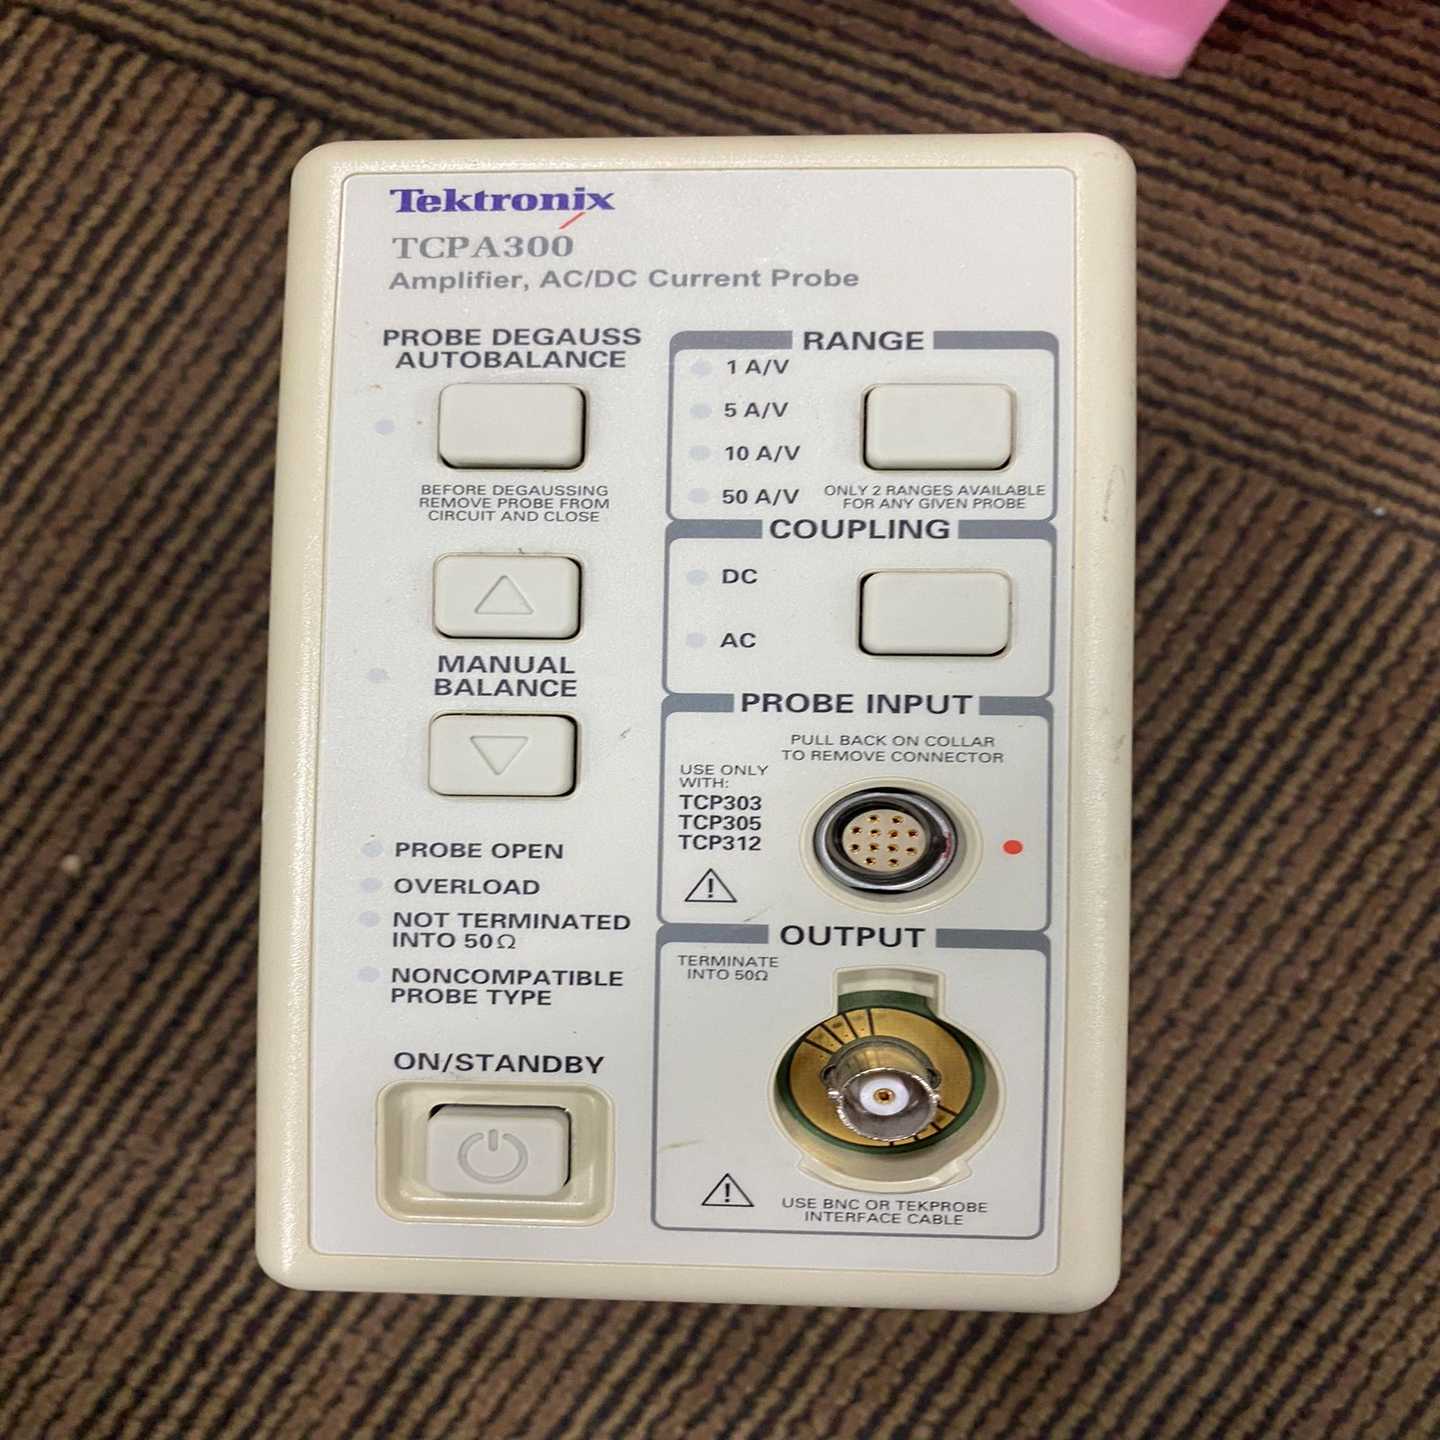 Tektronix
TCPA300
Amplifier, AC/DC Current Probe
PROBE DEGAUSS
AUTOBALANCE
BEFORE DEGAUSSING
REMOVE PROBE FROM
CIRCUIT AND CLOSE
MANUAL
BALANCE
PROBE OPEN
OVERLOAD
NOT TERMINATED
INTO 50Ω
NONCOMPATIBLE
PROBE TYPE
ON/STANDBY
RANGE
1 A/V
5 A/V
10 A/V
50 A/V
ONLY 2 RANGES AVAILABLE
FOR ANY GIVEN PROBE
COUPLING
DC
AC
PROBE INPUT
PULL BACK ON COLLAR
TO REMOVE CONNECTOR
USE ONLY
WITH:
TCP303
TCP305
TCP312
OUTPUT
TERMINATE
INTO 50Ω
USE BNC OR TEKPROBE
INTERFACE CABLE